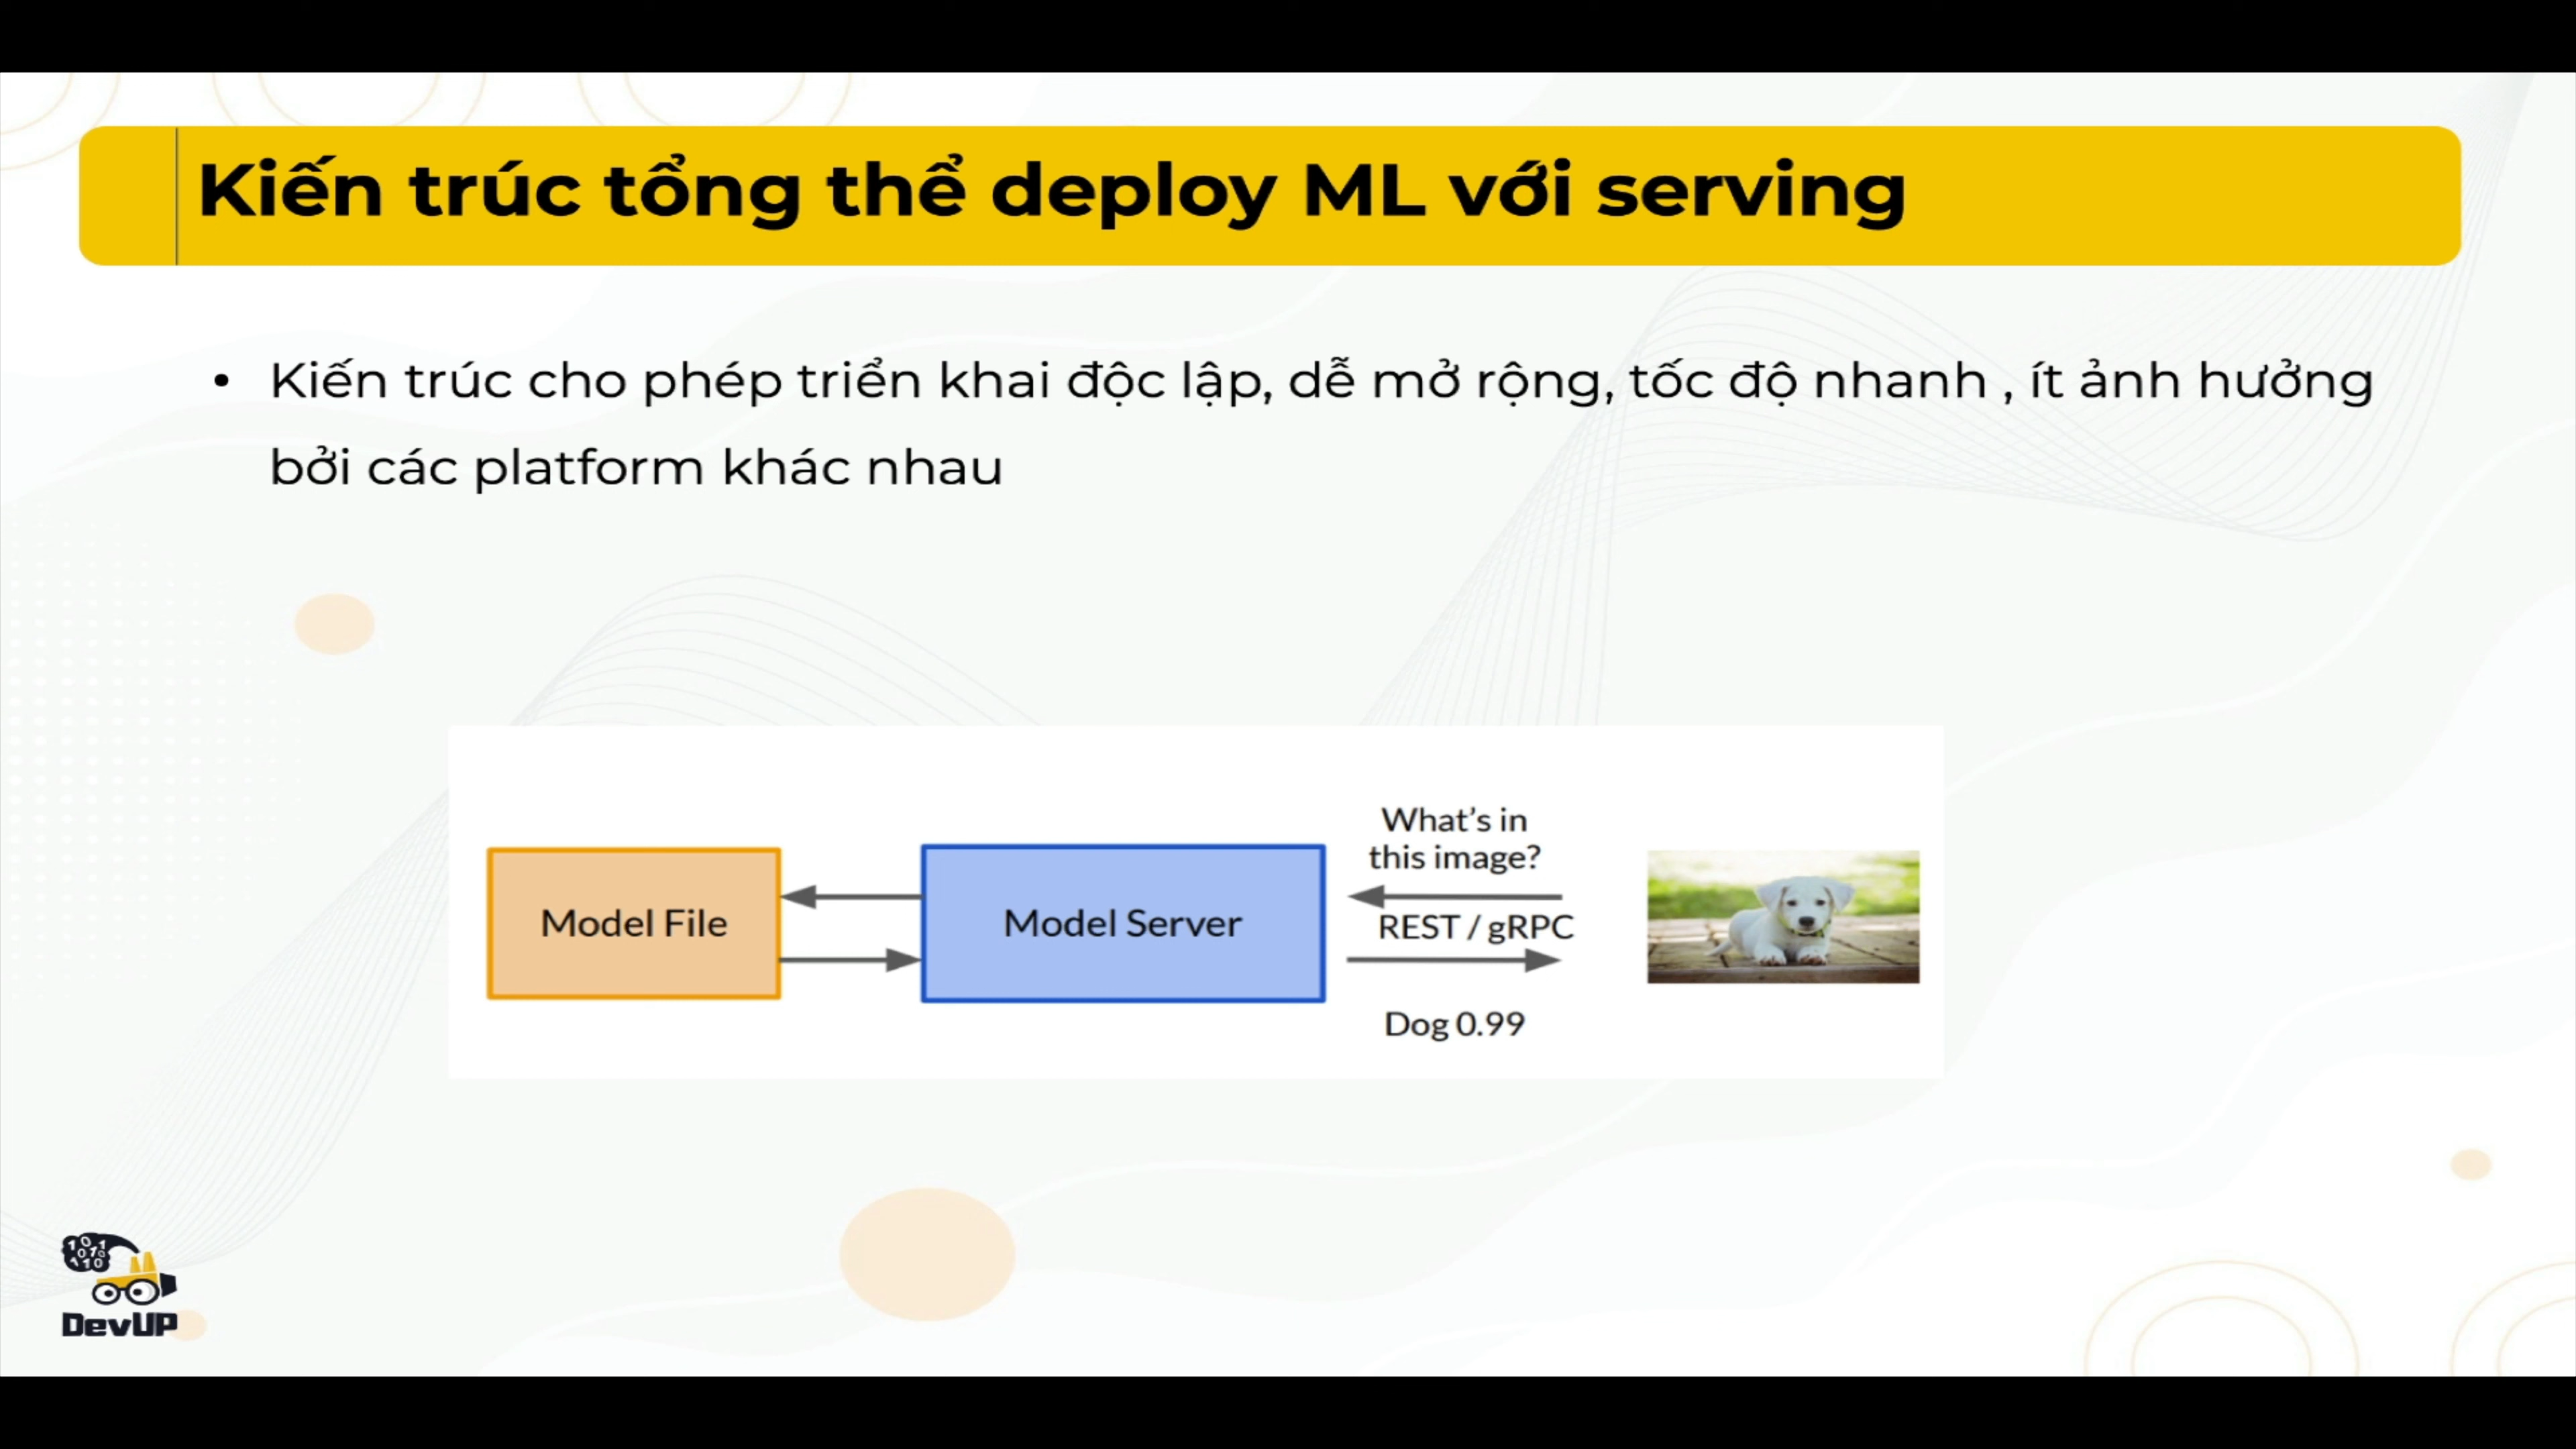 Kiến trúc tổng thể deploy ML với serving
• Kiến trúc cho phép triển khai độc lập, dễ mở rộng, tốc độ nhanh , ít ảnh hưởng
bởi các platform khác nhau
Model File
Model Server
What's in
this image?
REST / gRPC
Dog 0.99
DevUP